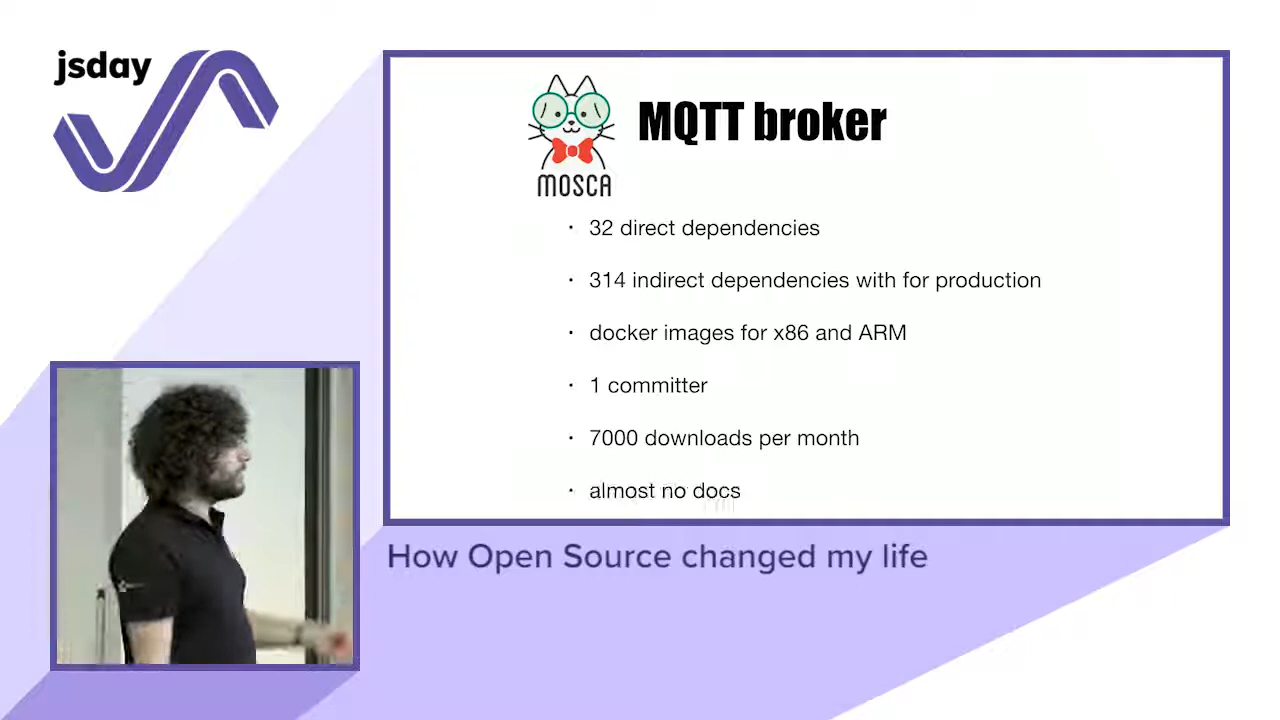 jsday
MQTT broker
MOSCA
· 32 direct dependencies
· 314 indirect dependencies with for production
· docker images for x86 and ARM
· 1 committer
· 7000 downloads per month
· almost no docs
How Open Source changed my life